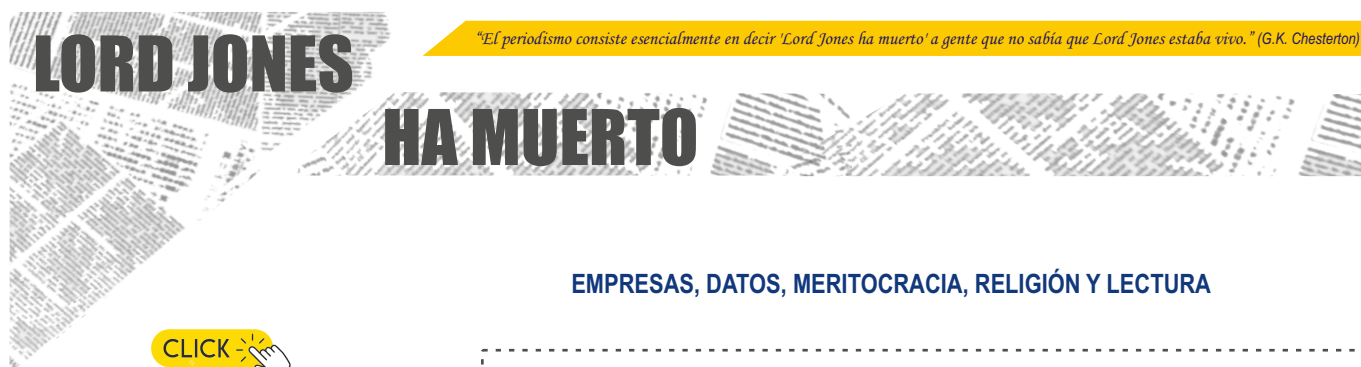 LORD JONES
“El periodismo consiste esencialmente en decir 'Lord Jones ha muerto' a gente que no sabía que Lord Jones estaba vivo.” (G.K. Chesterton)
HA MUERTO
EMPRESAS, DATOS, MERITOCRACIA, RELIGIÓN Y LECTURA
CLICK